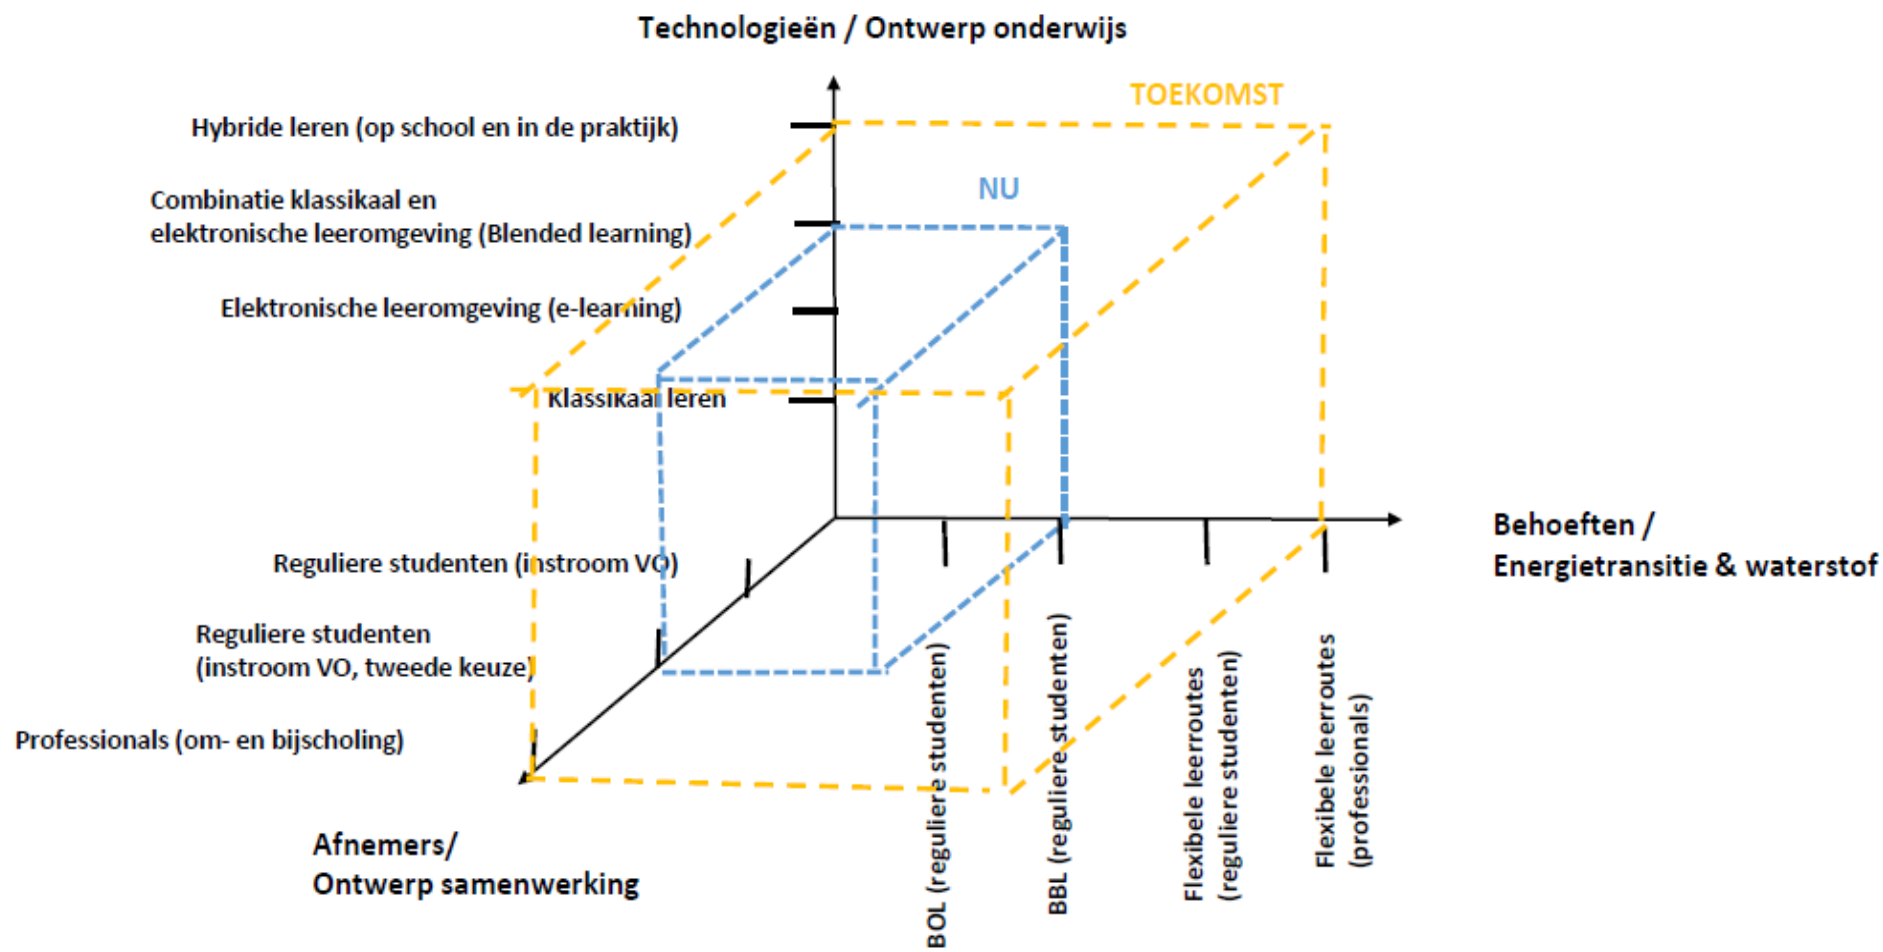 Technologieën / Ontwerp onderwijs
TOEKOMST
Hybride leren (op school en in de praktijk)
NU
Combinatie klassikaal en
elektronische leeromgeving (Blended learning)
Elektronische leeromgeving (e-learning)
Klassikaal leren
Behoeften /
Energietransitie & waterstof
Reguliere studenten (instroom VO)
Reguliere studenten
(instroom VO, tweede keuze)
Professionals (om- en bijscholing)
Afnemers/
Ontwerp samenwerking
BOL (reguliere studenten)
BBL (reguliere studenten)
Flexibele leerroutes
(reguliere studenten)
Flexibele leerroutes
(professionals)